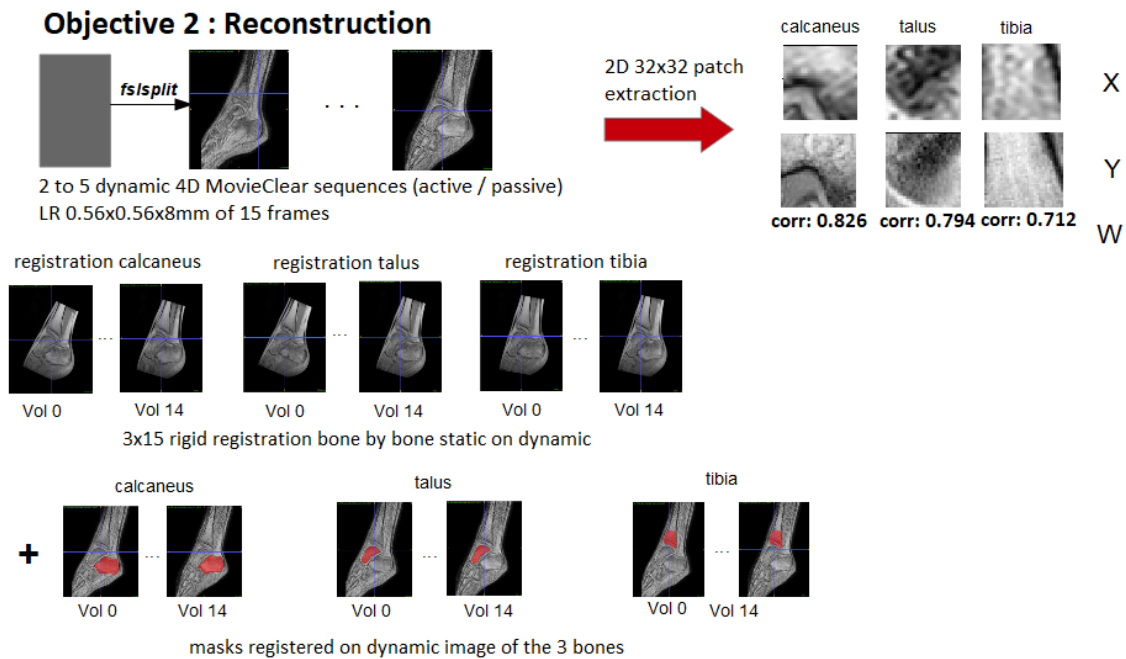 Objective 2 : Reconstruction
fslsplit
. . .
2 to 5 dynamic 4D MovieClear sequences (active / passive)
LR 0.56x0.56x8mm of 15 frames
2D 32x32 patch
extraction
calcaneus talus tibia
X
Y
corr: 0.826 corr: 0.794 corr: 0.712
W
registration calcaneus registration talus registration tibia
... ... ...
Vol 0 Vol 14 Vol 0 Vol 14 Vol 0 Vol 14
3x15 rigid registration bone by bone static on dynamic
calcaneus talus tibia
+ ... ... ...
Vol 0 Vol 14 Vol 0 Vol 14 Vol 0 Vol 14
masks registered on dynamic image of the 3 bones